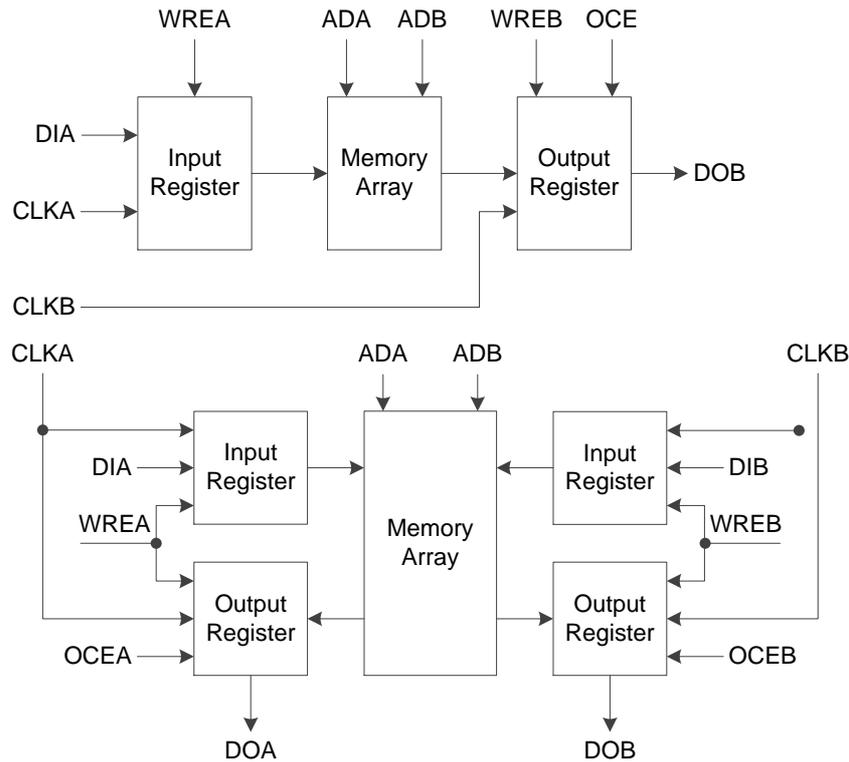 WREA ADA ADB WREB OCE
DIA
Input
Register
Memory
Array
Output
Register
DOB
CLKA
CLKB
CLKA ADA ADB CLKB
Input
Register
Input
Register
DIA
DIB
WREA
WREB
Memory
Array
Output
Register
Output
Register
OCEA
OCEB
DOA
DOB